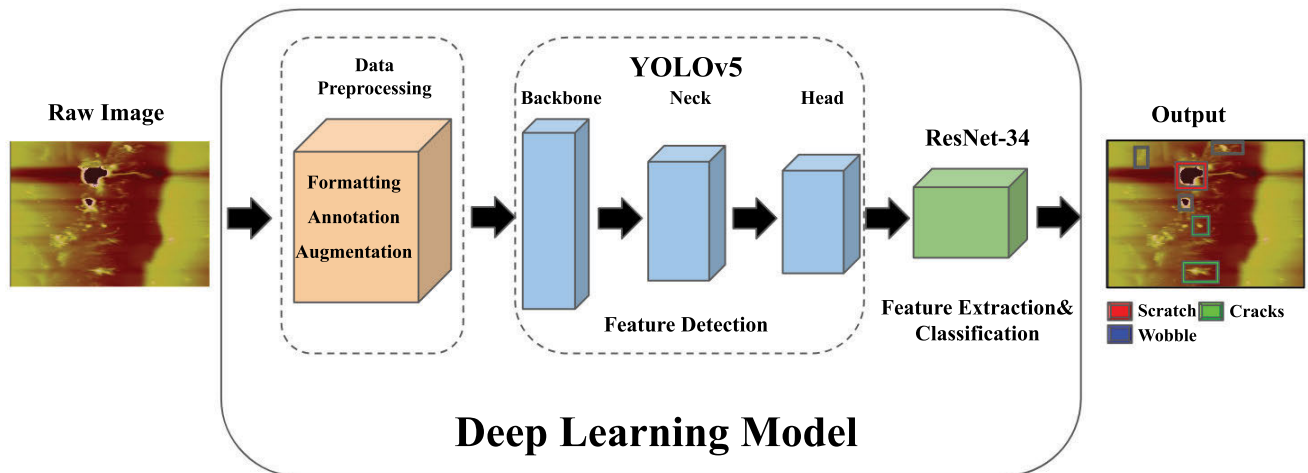 Raw Image
Data
Preprocessing
Formatting
Annotation
Augmentation
YOLOv5
Backbone
Neck
Head
Feature Detection
ResNet-34
Feature Extraction&
Classification
Output
Scratch
Cracks
Wobble
Deep Learning Model